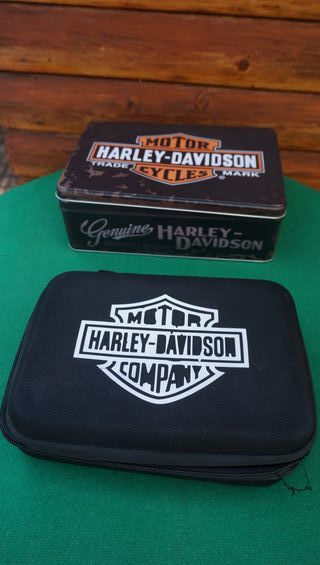 MOTOR
HARLEY-DAVIDSON
TRADE MARK
CYCLES ®
Genuine HARLEY-
DAVIDSON
MOTOR
HARLEY-DAVIDSON
COMPANY